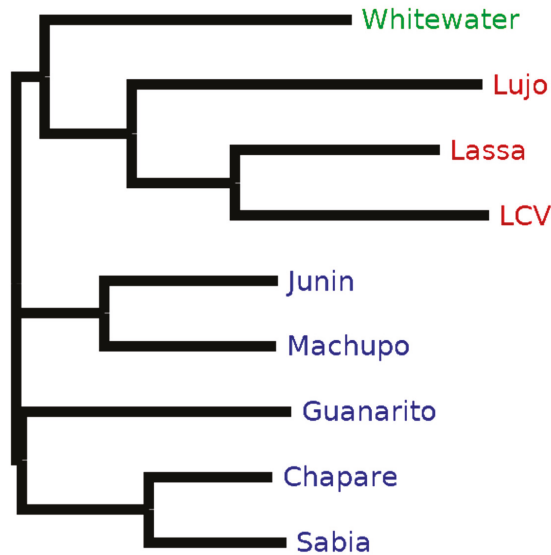 Whitewater
Lujo
Lassa
LCV
Junin
Machupo
Guanarito
Chapare
Sabia